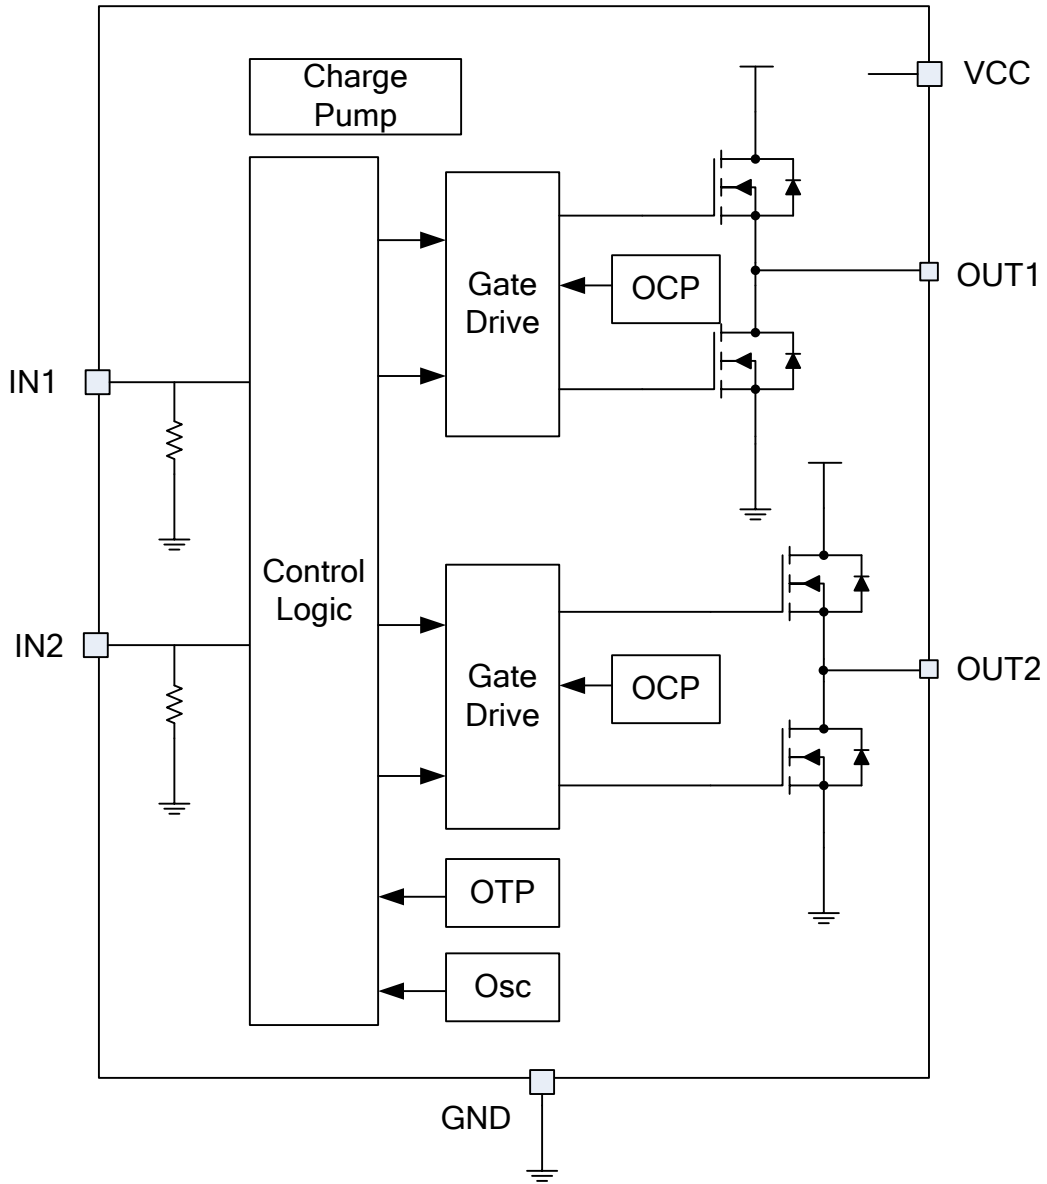 Charge
Pump
VCC
Gate
Drive
OCP
OUT1
IN1
Control
Logic
IN2
Gate
Drive
OCP
OUT2
OTP
Osc
GND